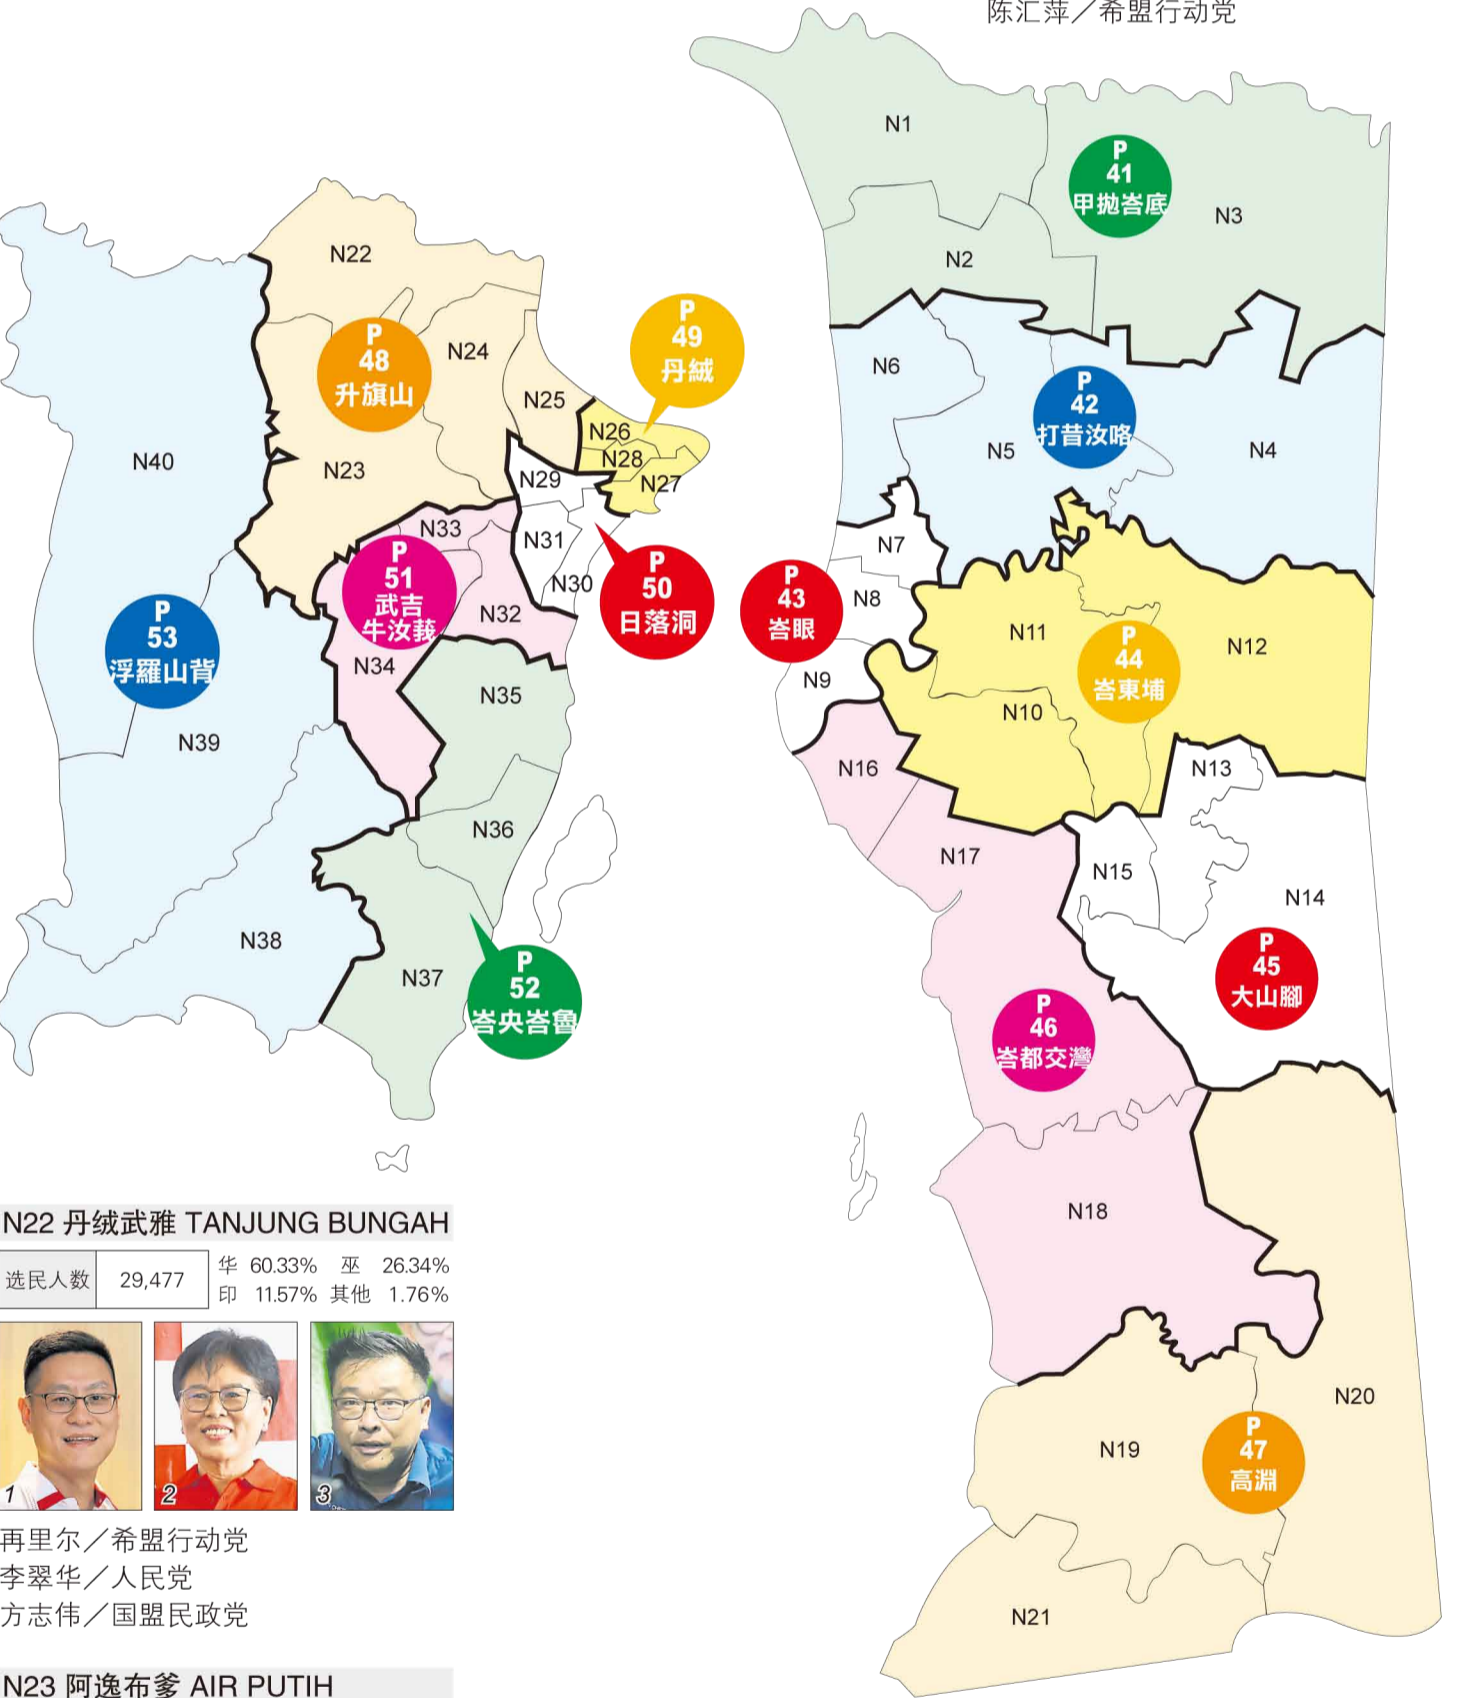 陈汇萍／希盟行动党
N1
P
41
甲拋峇底
N3
N2
N22
P
48
升旗山
N24
N25
P
49
丹絨
N26
N28
N27
N40
N23
N29
N31
N30
P
50
日落洞
N33
P
51
武吉
牛汝莪
N32
N34
P
53
浮羅山背
N39
N35
N36
N38
N37
P
52
峇央峇魯
N6
P
42
打昔汝咯
N5
N4
N7
P
43
峇眼
N8
N9
N11
P
44
峇東埔
N12
N10
N13
N16
N17
N15
N14
P
45
大山腳
P
46
峇都交灣
N18
N20
N19
P
47
高淵
N21
N22 丹绒武雅 TANJUNG BUNGAH
选民人数 29,477
华 60.33% 巫 26.34%
印 11.57% 其他 1.76%
1 2 3
再里尔／希盟行动党
李翠华／人民党
方志伟／国盟民政党
N23 阿逸布爹 AIR PUTIH